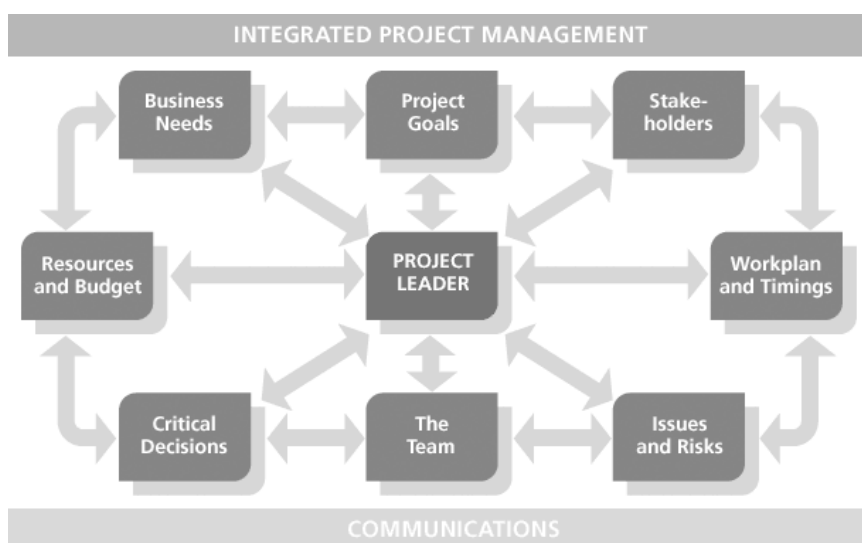 INTEGRATED PROJECT MANAGEMENT
Business
Needs
Project
Goals
Stake-
holders
Resources
and Budget
PROJECT
LEADER
Workplan
and Timings
Critical
Decisions
The
Team
Issues
and Risks
COMMUNICATIONS